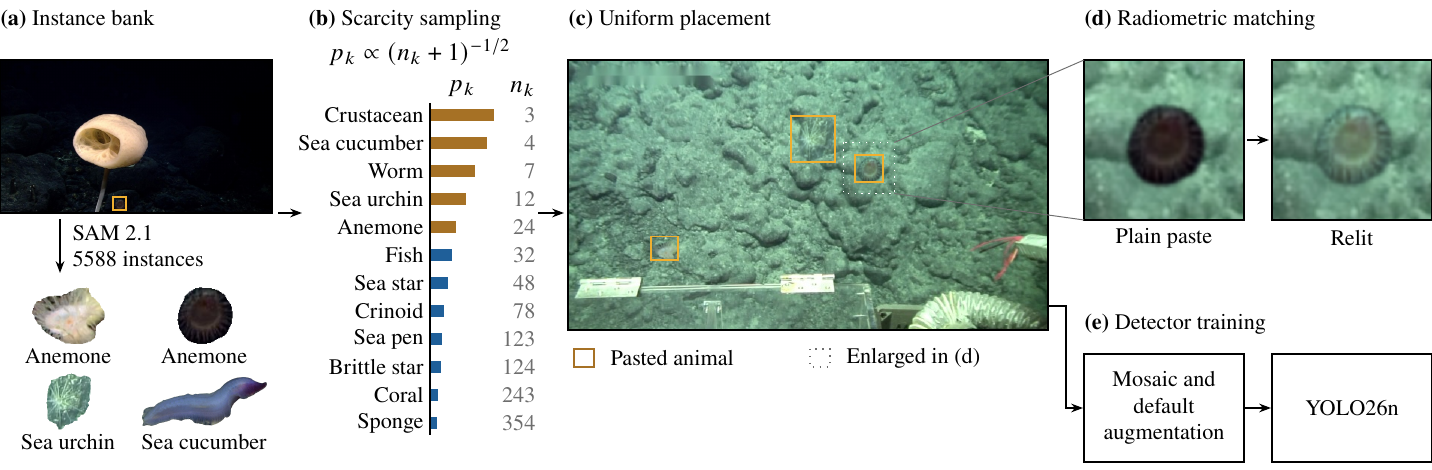 (a) Instance bank
SAM 2.1
5588 instances
Anemone
Anemone
Sea urchin
Sea cucumber
(b) Scarcity sampling
p_k ∝ (n_k + 1)^{−1/2}
p_k n_k
Crustacean 3
Sea cucumber 4
Worm 7
Sea urchin 12
Anemone 24
Fish 32
Sea star 48
Crinoid 78
Sea pen 123
Brittle star 124
Coral 243
Sponge 354
(c) Uniform placement
Pasted animal
Enlarged in (d)
(d) Radiometric matching
Plain paste
Relit
(e) Detector training
Mosaic and
default
augmentation
YOLO26n